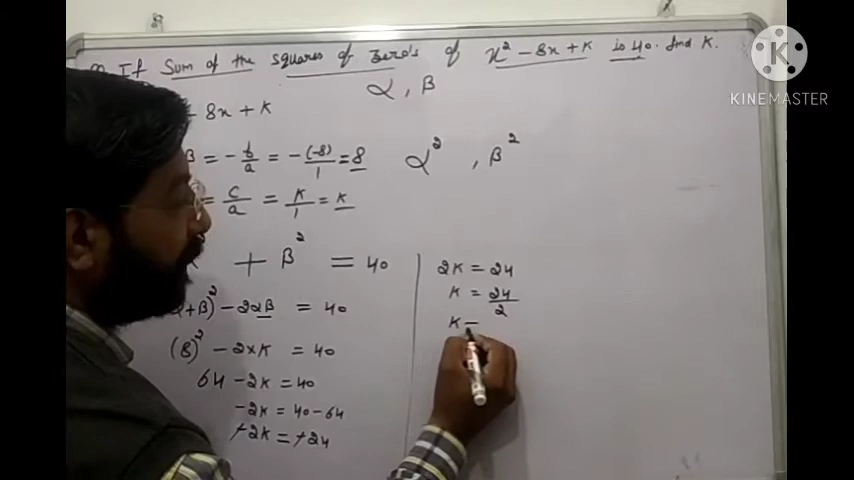 If Sum of the squares of zero's of x² - 8x + K is 40. find K.
α, β
- 8x + K
β = -b/a = -(-8)/1 = 8
α², β²
= c/a = K/1 = K
+ β² = 40
α+β)² - 2αβ = 40
(8)² - 2×K = 40
64 - 2K = 40
-2K = 40-64
-2K = -24
2K = 24
K = 24/2
K =
KINEMASTER